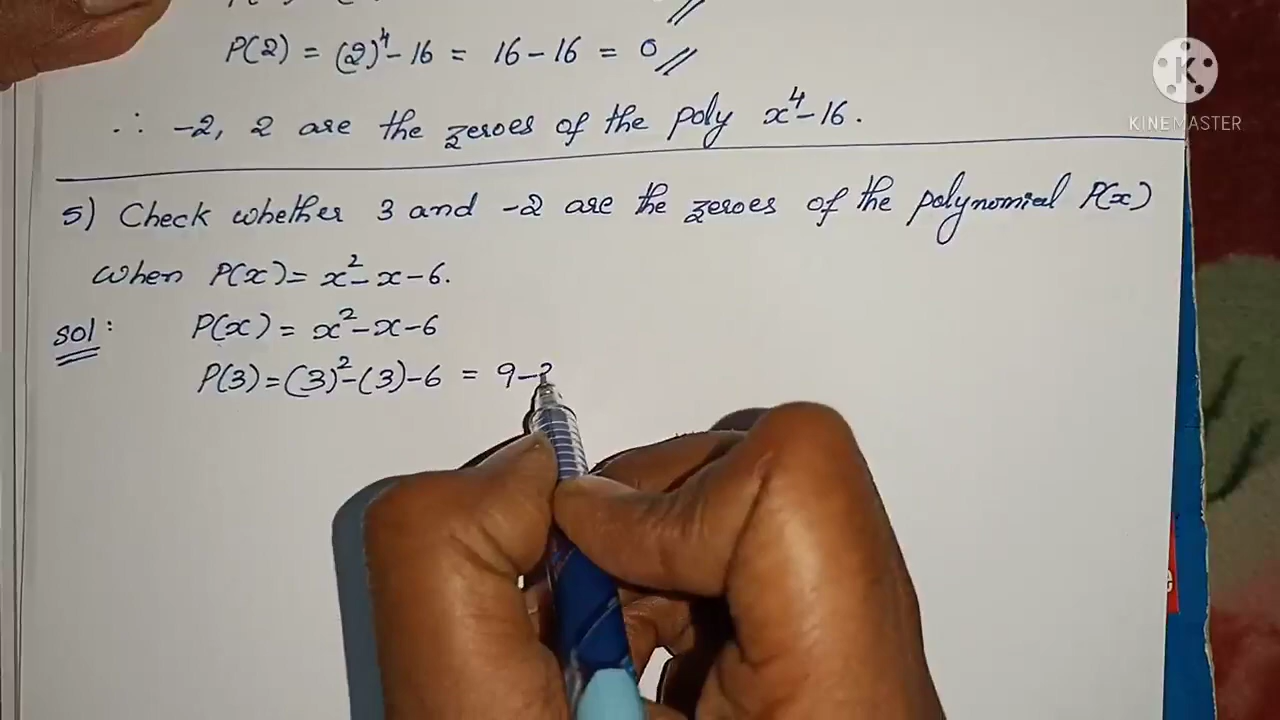 P(2) = (2)⁴ - 16 = 16 - 16 = 0 //
∴ -2, 2 are the zeroes of the poly x⁴ - 16.
5) Check whether 3 and -2 are the zeroes of the polynomial P(x)
when P(x) = x² - x - 6.
Sol: P(x) = x² - x - 6
P(3) = (3)² - (3) - 6 = 9 - 3
K
KINEMASTER